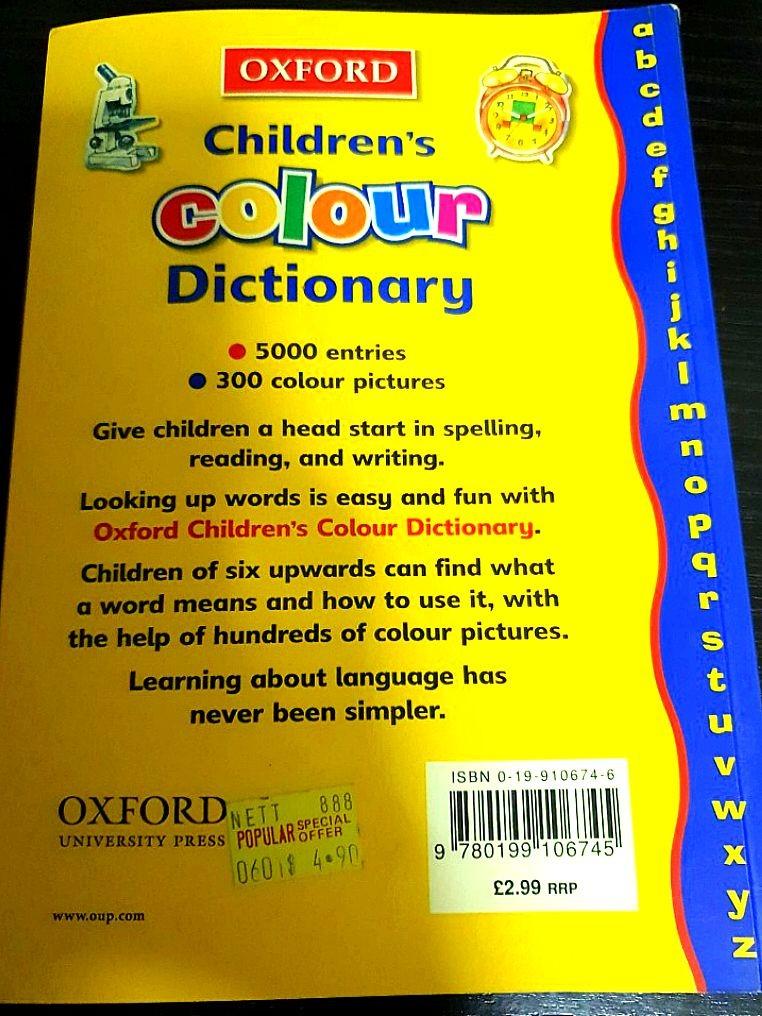 OXFORD
Children's
colour
Dictionary
5000 entries
300 colour pictures
Give children a head start in spelling,
reading, and writing.
Looking up words is easy and fun with
Oxford Children's Colour Dictionary.
Children of six upwards can find what
a word means and how to use it, with
the help of hundreds of colour pictures.
Learning about language has
never been simpler.
OXFORD
UNIVERSITY PRESS
www.oup.com
NETT 888
POPULAR SPECIAL OFFER
0601$ 4.90
ISBN 0-19-910674-6
9 780199 106745
£2.99 RRP
a
b
c
d
e
f
g
h
i
j
k
l
m
n
o
p
q
r
s
t
u
v
w
x
y
z